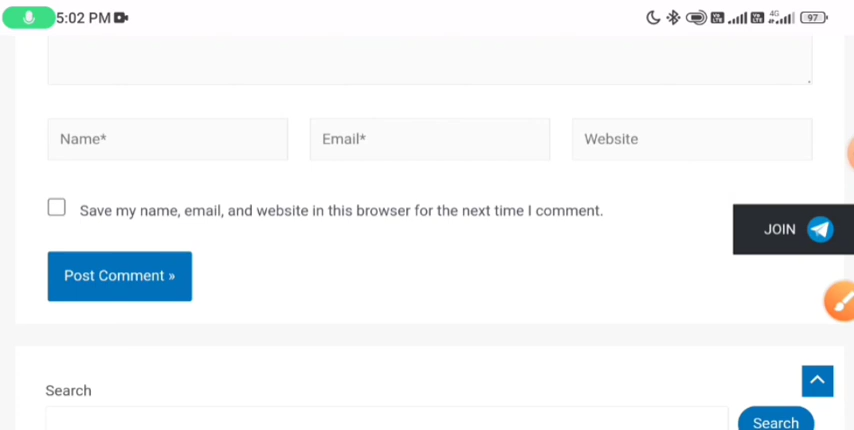 5:02 PM
4G
97
Name*
Email*
Website
Save my name, email, and website in this browser for the next time I comment.
JOIN
Post Comment »
Search
Search